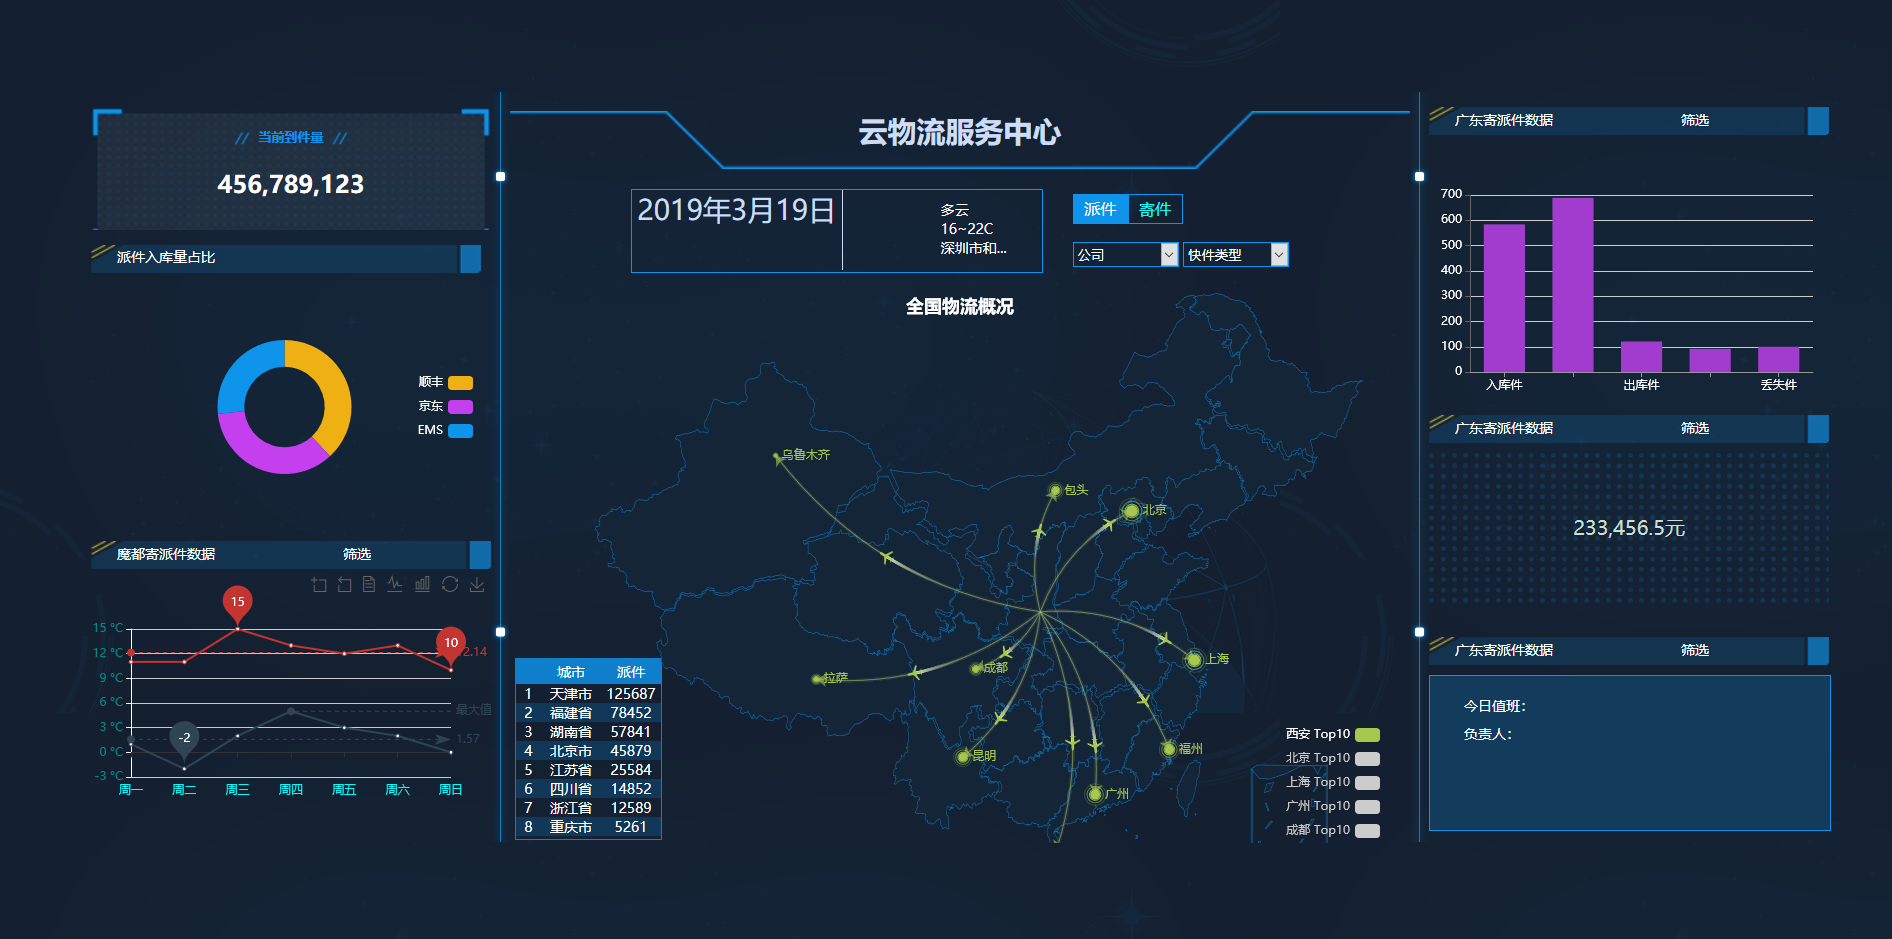 // 当前到件量 //
456,789,123
派件入库量占比
顺丰
京东
EMS
魔都寄派件数据 筛选
15
10
-2
15 °C
12 °C
9 °C
6 °C
3 °C
0 °C
-3 °C
2.14
最大值
1.57
周一 周二 周三 周四 周五 周六 周日
云物流服务中心
2019年3月19日
多云
16~22C
深圳市和...
派件 寄件
公司 快件类型
全国物流概况
乌鲁木齐
包头
北京
上海
成都
拉萨
昆明
福州
广州
城市 派件
1 天津市 125687
2 福建省 78452
3 湖南省 57841
4 北京市 45879
5 江苏省 25584
6 四川省 14852
7 浙江省 12589
8 重庆市 5261
西安 Top10
北京 Top10
上海 Top10
广州 Top10
成都 Top10
广东寄派件数据 筛选
700
600
500
400
300
200
100
0
入库件 出库件 丢失件
广东寄派件数据 筛选
233,456.5元
广东寄派件数据 筛选
今日值班：
负责人：